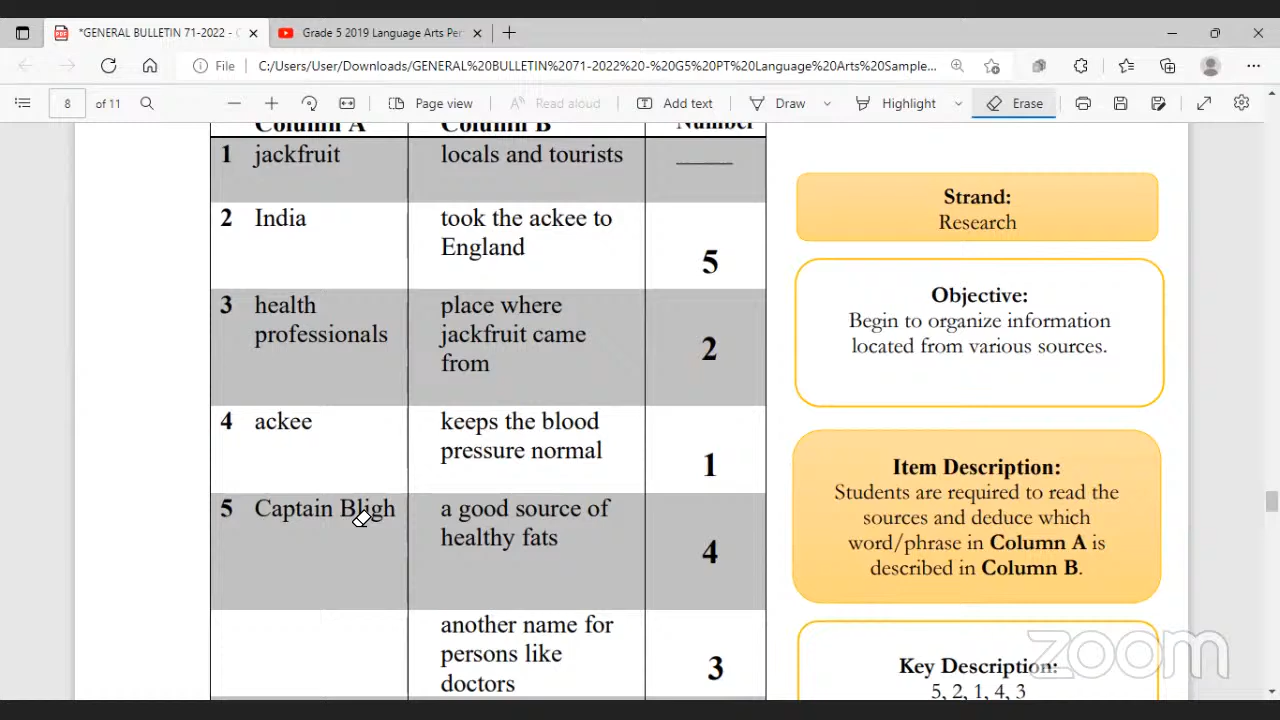 *GENERAL BULLETIN 71-2022 - G
Grade 5 2019 Language Arts Per
File
C:/Users/User/Downloads/GENERAL%20BULLETIN%2071-2022%20-%20G5%20PT%20Language%20Arts%20Sample...
8 of 11
Page view
Read aloud
Add text
Draw
Highlight
Erase
Column A Column B Number
1 jackfruit locals and tourists _____
2 India took the ackee to
England
5
3 health place where
professionals jackfruit came
from
2
4 ackee keeps the blood
pressure normal
1
5 Captain Bligh a good source of
healthy fats
4
another name for
persons like
doctors
3
Strand:
Research
Objective:
Begin to organize information
located from various sources.
Item Description:
Students are required to read the
sources and deduce which
word/phrase in Column A is
described in Column B.
Key Description:
5, 2, 1, 4, 3
zoom